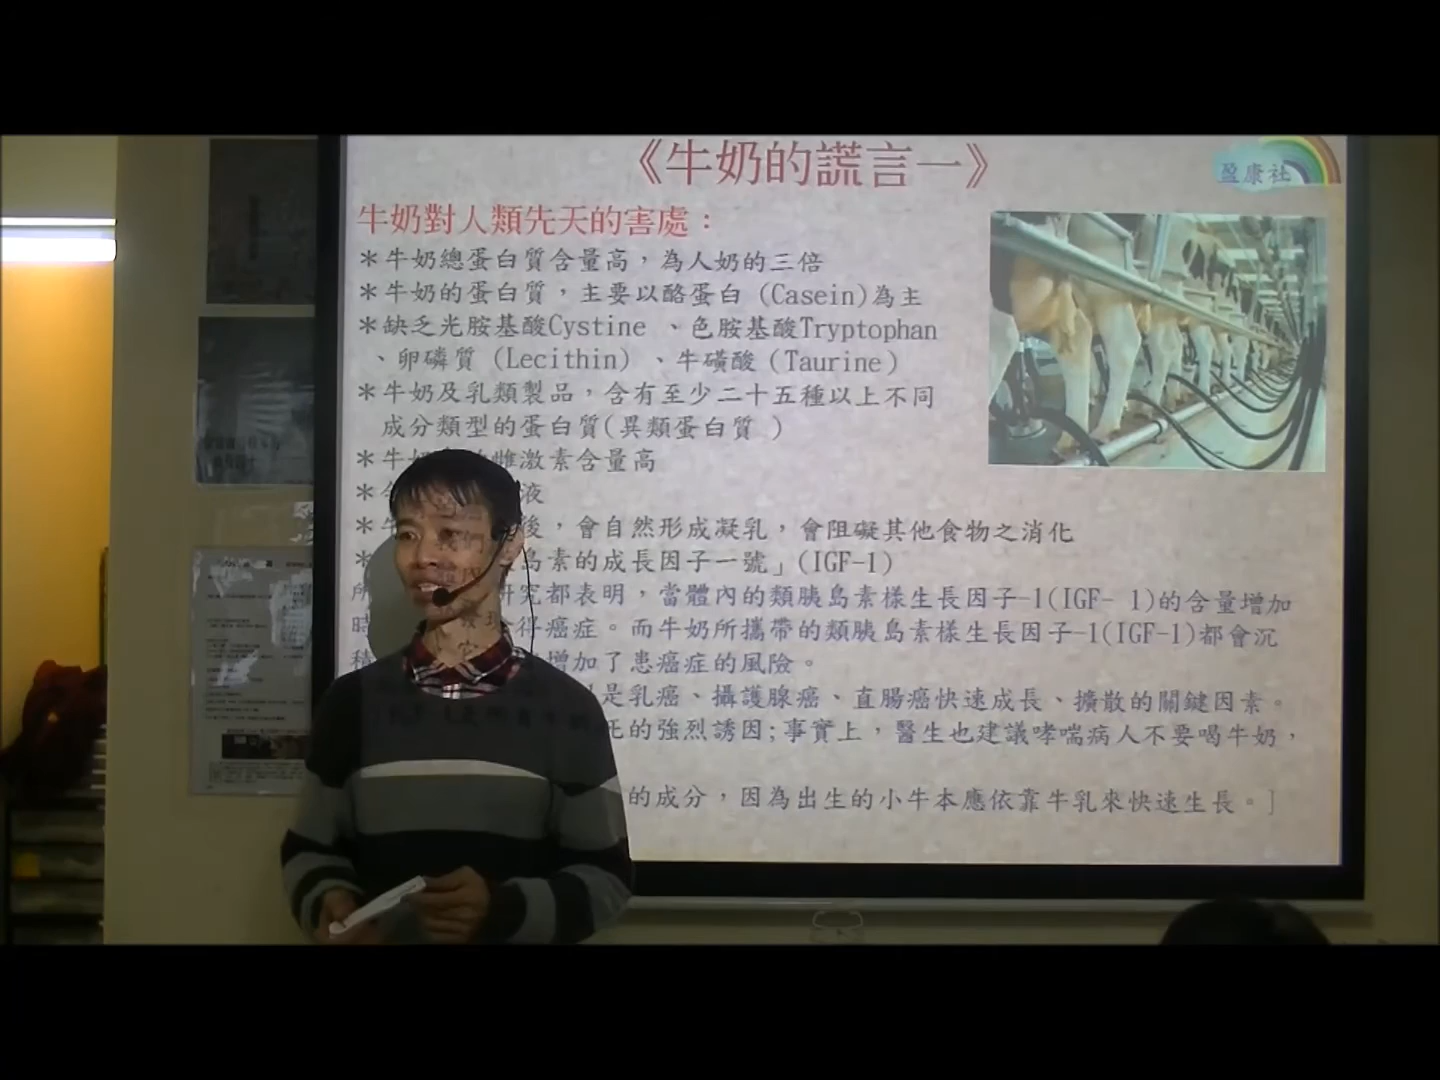 《牛奶的謊言一》
盈康社
牛奶對人類先天的害處：
＊牛奶總蛋白質含量高，為人奶的三倍
＊牛奶的蛋白質，主要以酪蛋白 (Casein)為主
＊缺乏光胺基酸Cystine 、色胺基酸Tryptophan
、卵磷質 (Lecithin) 、牛磺酸 (Taurine)
＊牛奶及乳類製品，含有至少二十五種以上不同
成分類型的蛋白質(異類蛋白質 )
＊牛奶 雌激素含量高
＊ 液
＊牛 後，會自然形成凝乳，會阻礙其他食物之消化
＊ 島素的成長因子一號」(IGF-1)
所 研究都表明，當體內的類胰島素樣生長因子-1(IGF- 1)的含量增加
時 得癌症。而牛奶所攜帶的類胰島素樣生長因子-1(IGF-1)都會沉
積 增加了患癌症的風險。
是乳癌、攝護腺癌、直腸癌快速成長、擴散的關鍵因素。
死的強烈誘因;事實上，醫生也建議哮喘病人不要喝牛奶，
的成分，因為出生的小牛本應依靠牛乳來快速生長。]